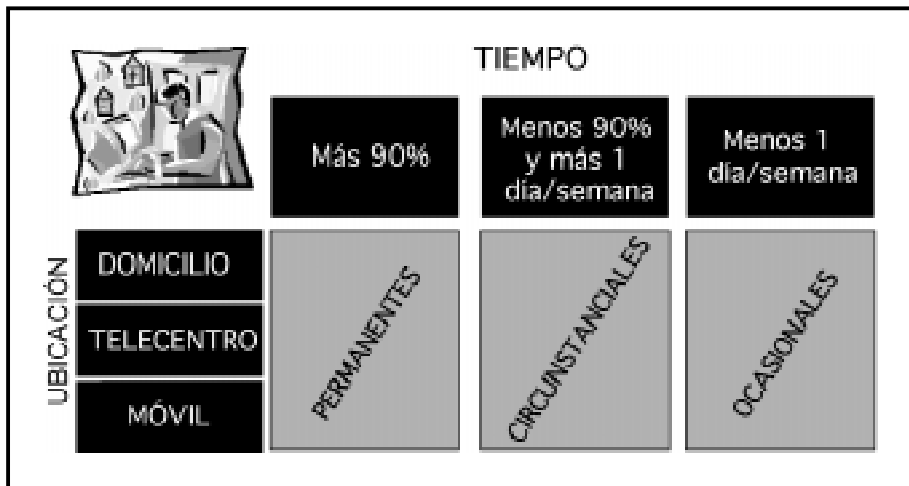 TIEMPO
Más 90%
Menos 90%
y más 1
día/semana
Menos 1
día/semana
UBICACIÓN
DOMICILIO
TELECENTRO
MÓVIL
PERMANENTES
CIRCUNSTANCIALES
OCASIONALES